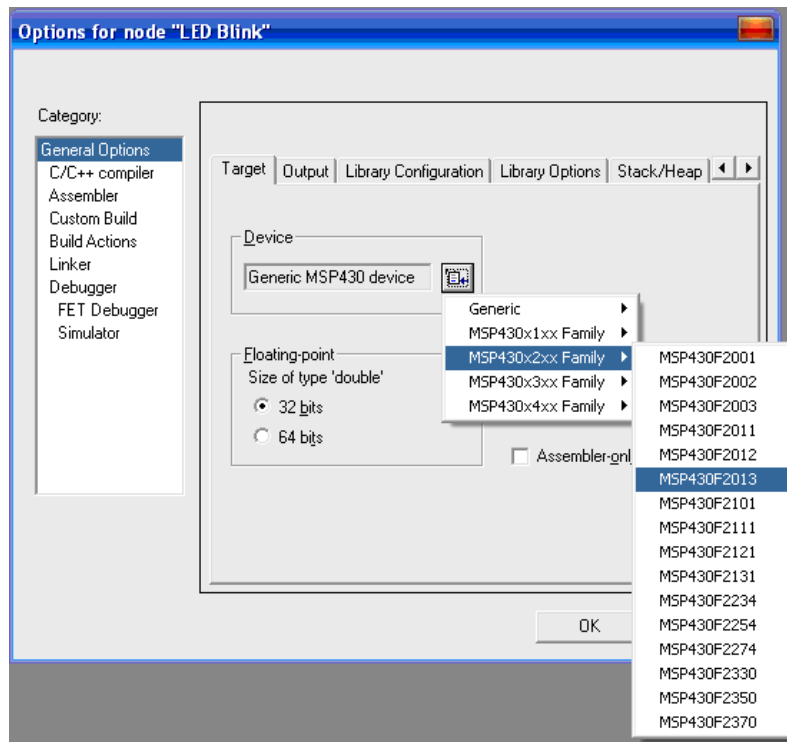 Options for node "LED Blink"
Category:
General Options
C/C++ compiler
Assembler
Custom Build
Build Actions
Linker
Debugger
FET Debugger
Simulator
Target
Output
Library Configuration
Library Options
Stack/Heap
Device
Generic MSP430 device
Generic
MSP430x1xx Family
MSP430x2xx Family
MSP430x3xx Family
MSP430x4xx Family
MSP430F2001
MSP430F2002
MSP430F2003
MSP430F2011
MSP430F2012
MSP430F2013
MSP430F2101
MSP430F2111
MSP430F2121
MSP430F2131
MSP430F2234
MSP430F2254
MSP430F2274
MSP430F2330
MSP430F2350
MSP430F2370
Floating-point
Size of type 'double'
32 bits
64 bits
Assembler-onl
OK